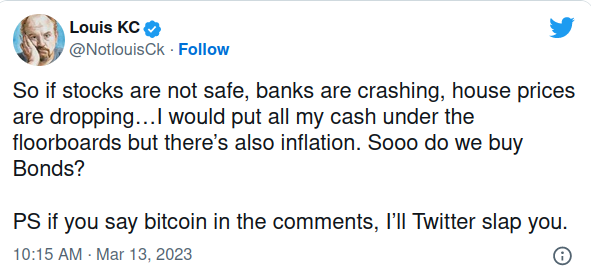 Louis KC
@NotlouisCk · Follow
So if stocks are not safe, banks are crashing, house prices
are dropping…I would put all my cash under the
floorboards but there’s also inflation. Sooo do we buy
Bonds?
PS if you say bitcoin in the comments, I’ll Twitter slap you.
10:15 AM · Mar 13, 2023